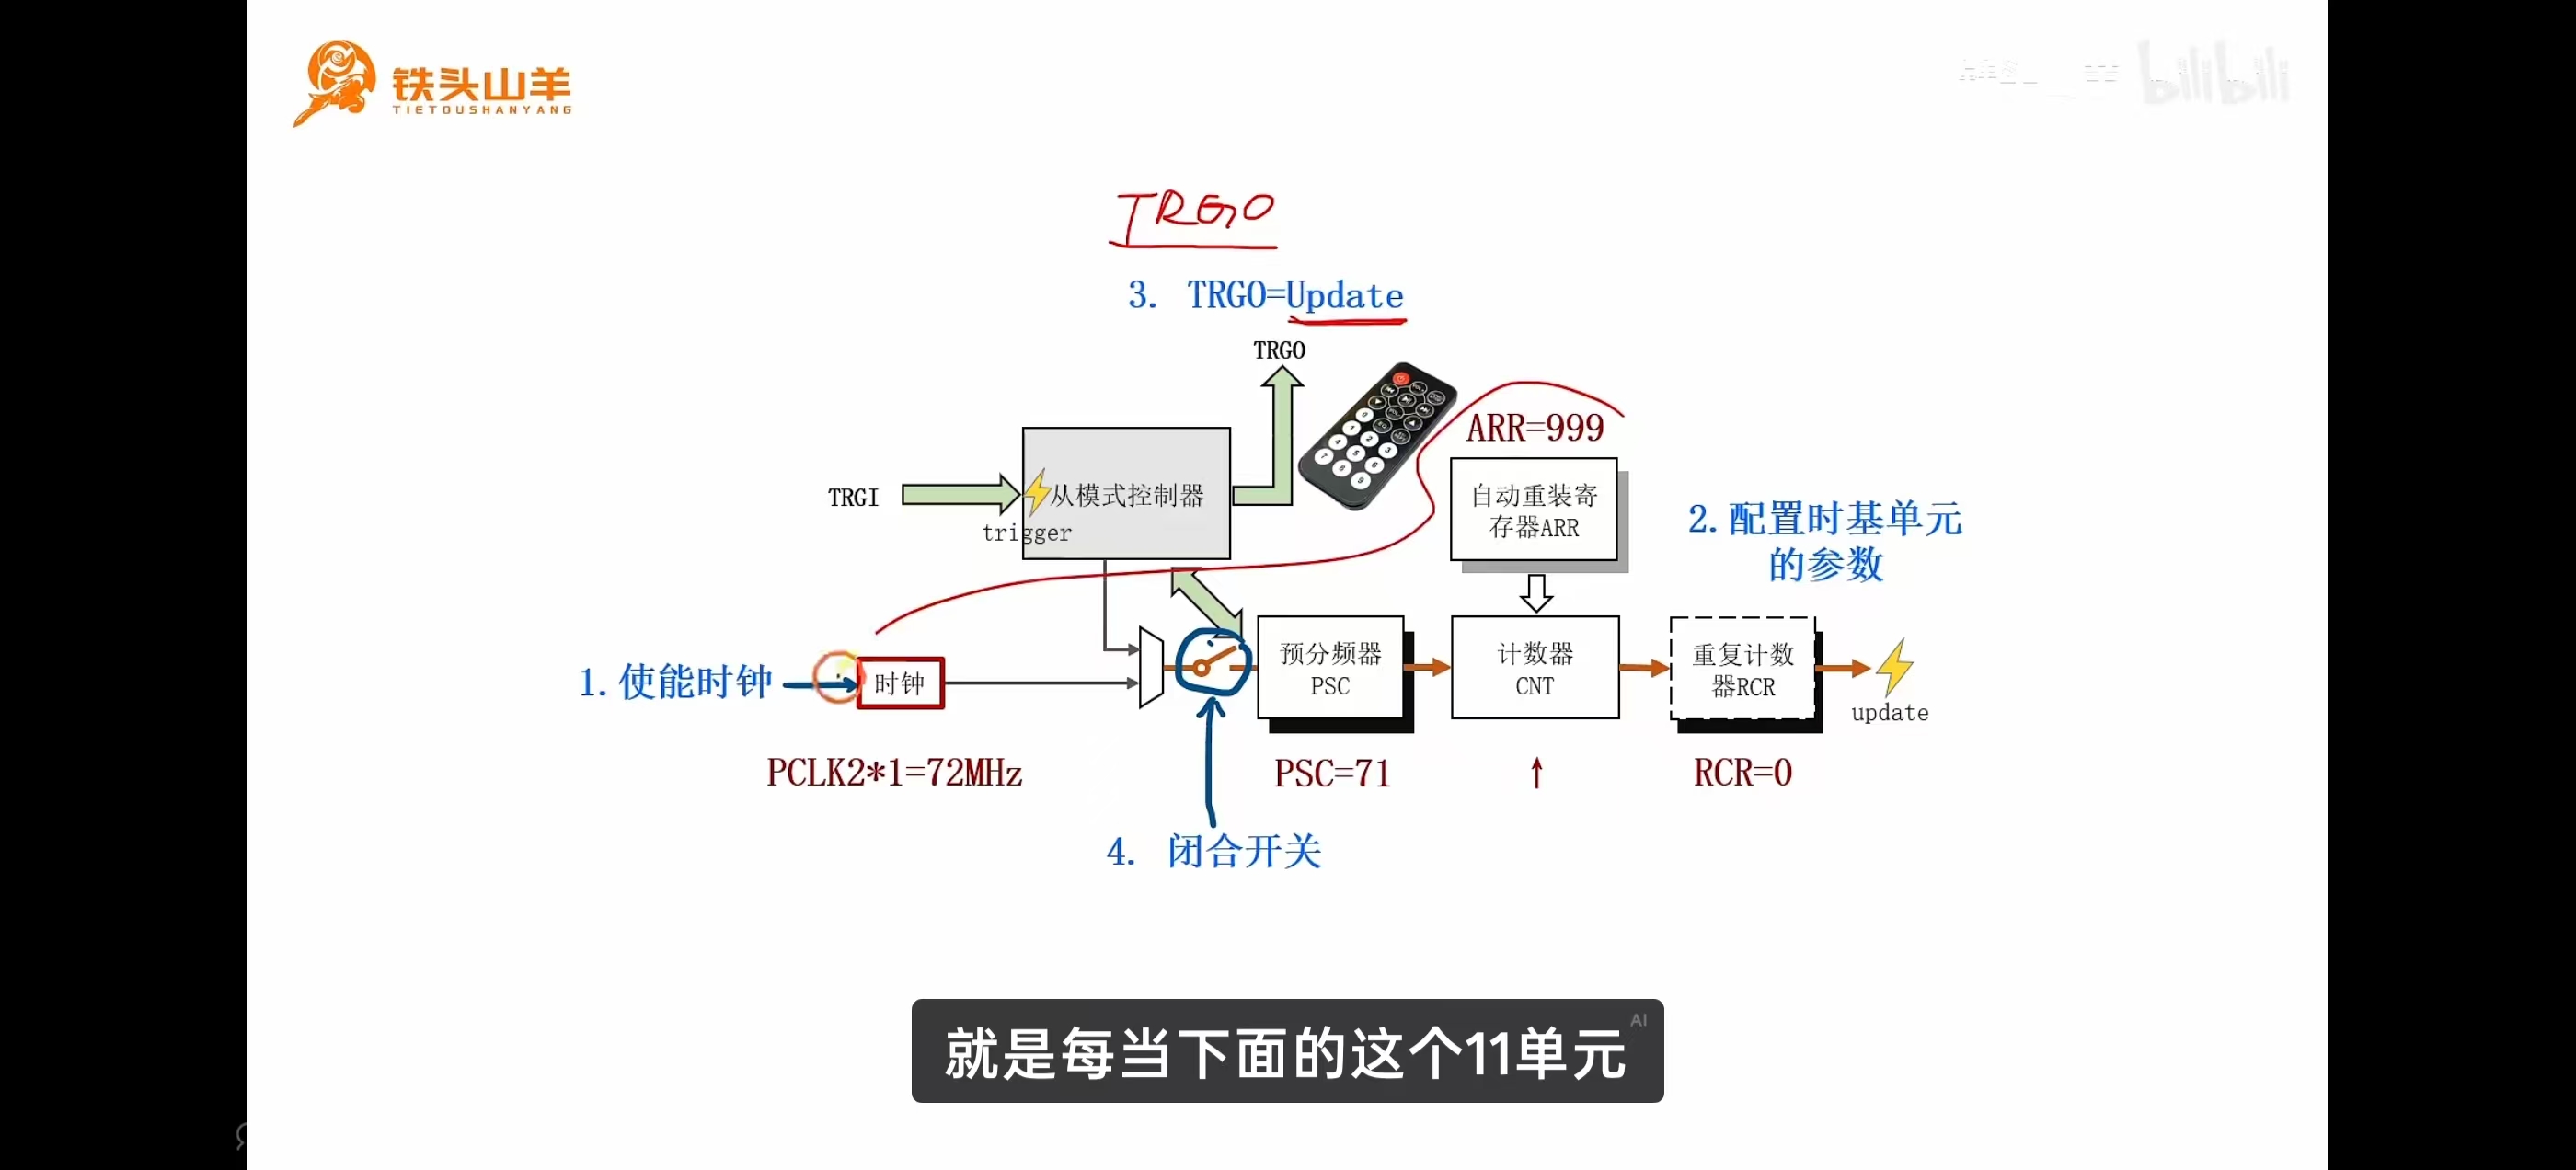 铁头山羊
TIETOUSHANYANG
bilibili
TRGO
3. TRGO=Update
TRGO
ARR=999
TRGI
从模式控制器
trigger
自动重装寄
存器ARR
2.配置时基单元
的参数
1.使能时钟
时钟
预分频器
PSC
计数器
CNT
重复计数
器RCR
update
PCLK2*1=72MHz
PSC=71
↑
RCR=0
4. 闭合开关
就是每当下面的这个11单元
AI